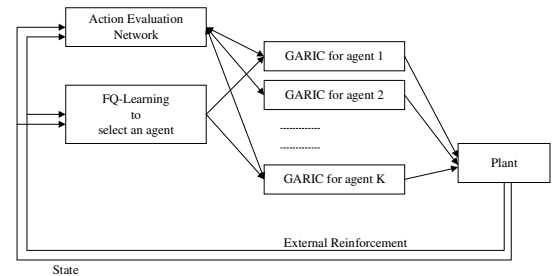 Action Evaluation
Network
FQ-Learning
to
select an agent
GARIC for agent 1
GARIC for agent 2
-------------
-------------
GARIC for agent K
Plant
External Reinforcement
State